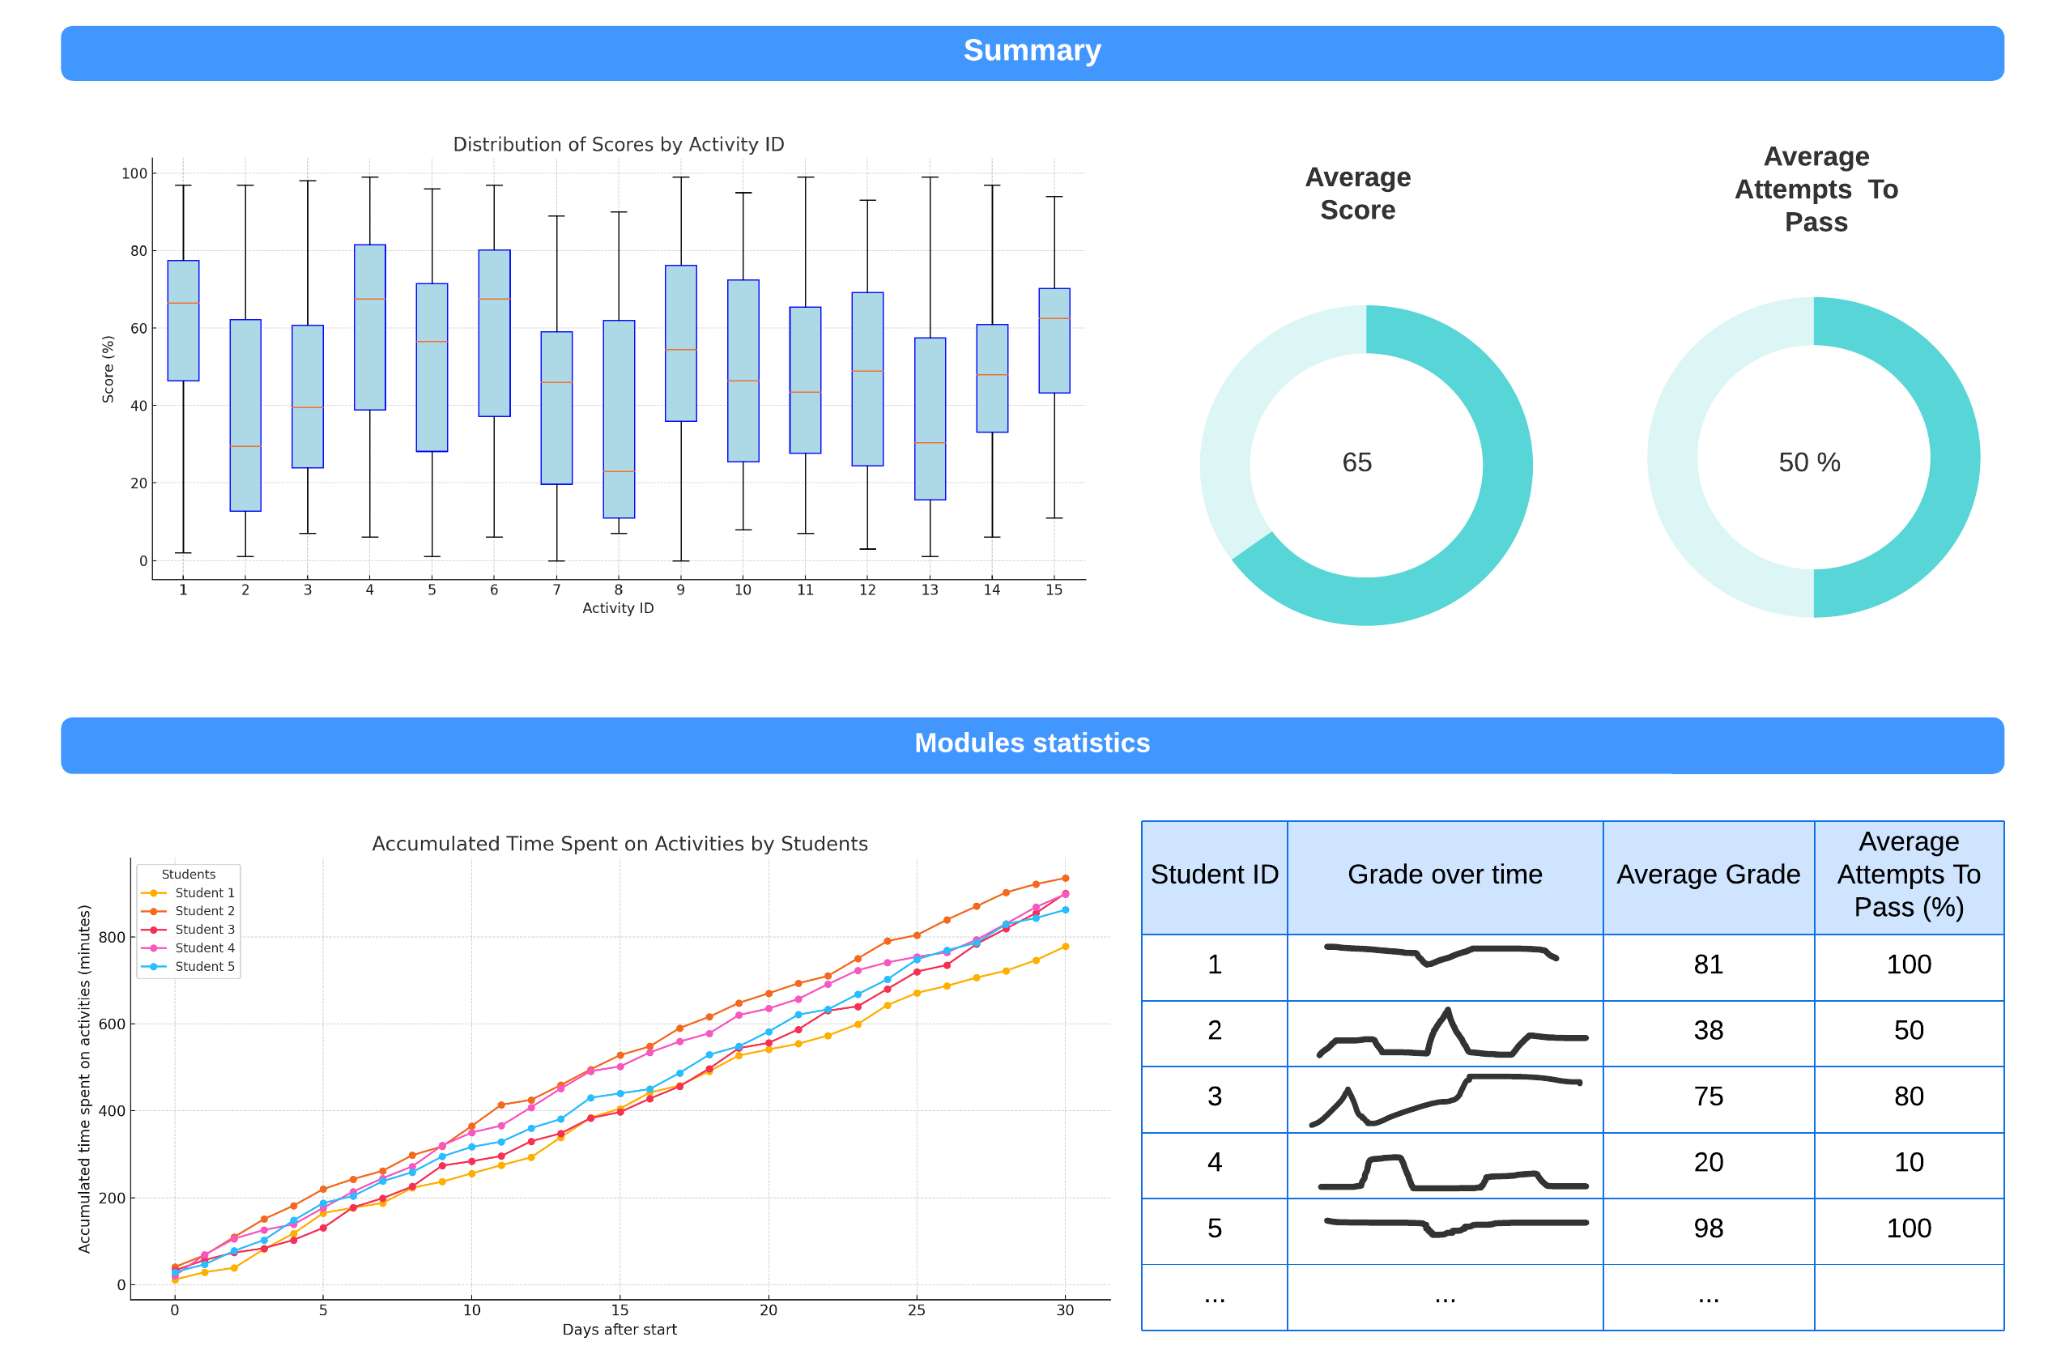 Summary
Distribution of Scores by Activity ID
Score (%)
100
80
60
40
20
0
1 2 3 4 5 6 7 8 9 10 11 12 13 14 15
Activity ID
Average
Score
65
Average
Attempts To
Pass
50 %
Modules statistics
Accumulated Time Spent on Activities by Students
Accumulated time spent on activities (minutes)
Students
Student 1
Student 2
Student 3
Student 4
Student 5
800
600
400
200
0
0 5 10 15 20 25 30
Days after start
Student ID Grade over time Average Grade Average Attempts To Pass (%)
1 81 100
2 38 50
3 75 80
4 20 10
5 98 100
... ... ...